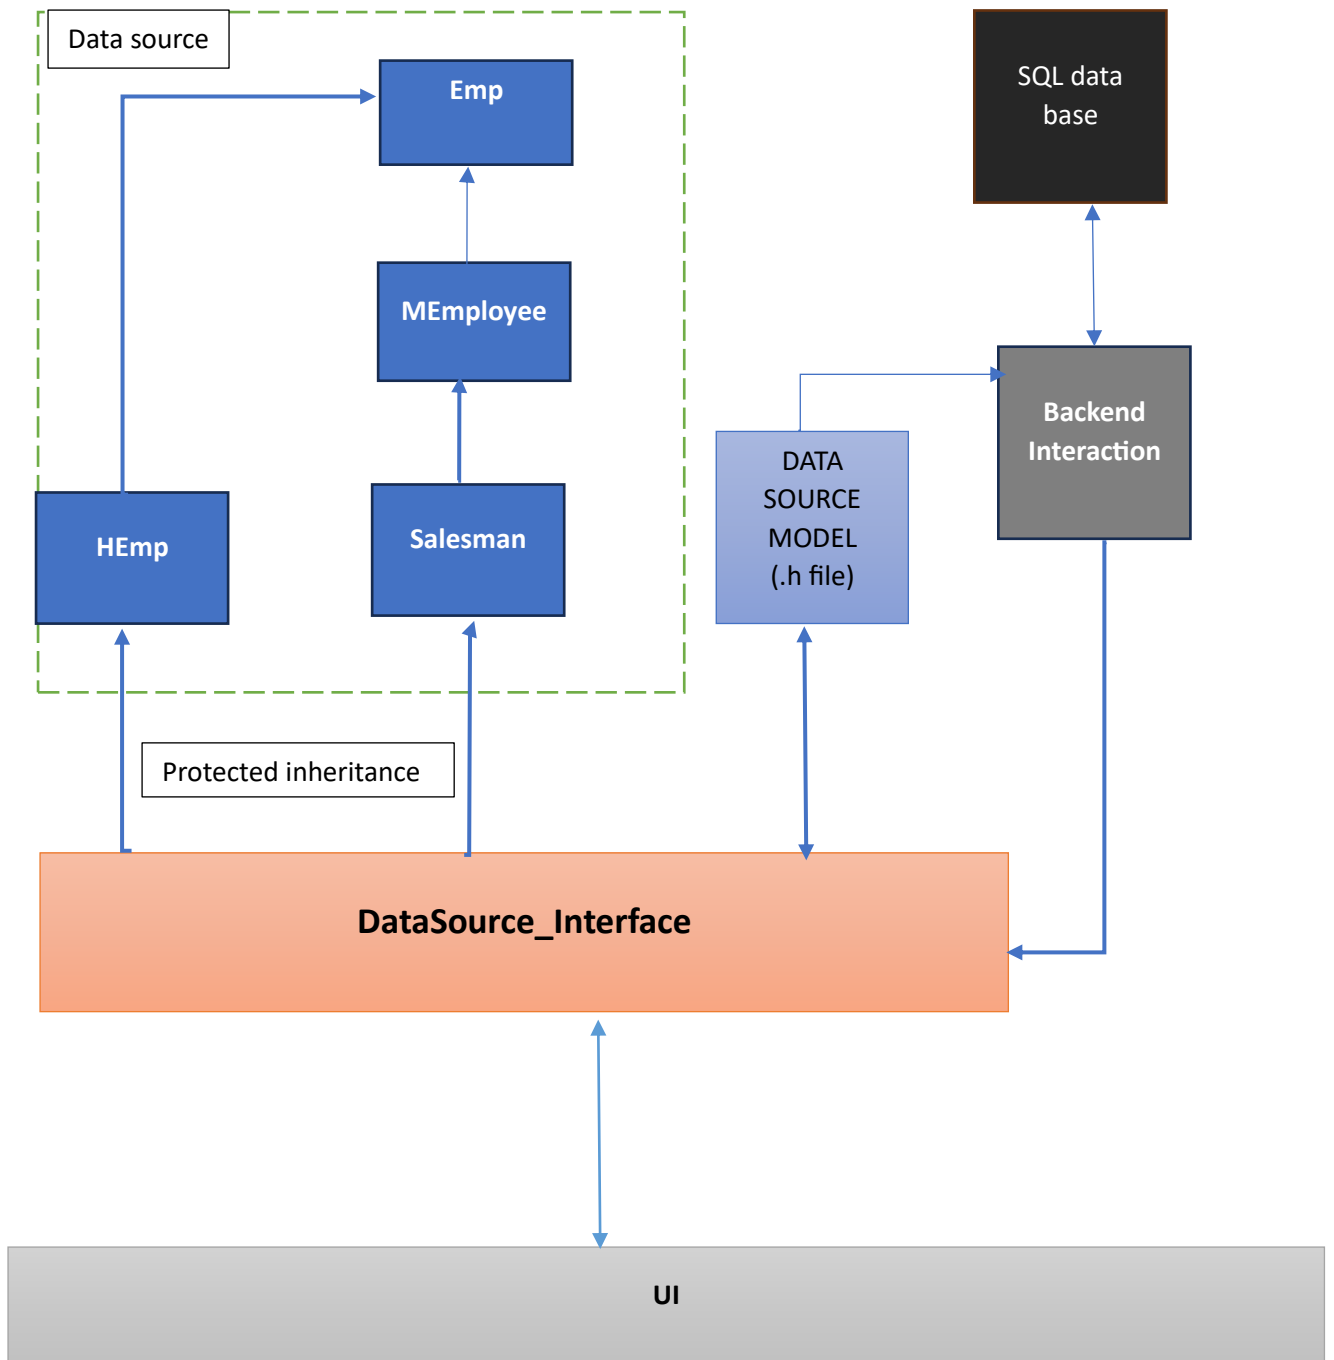 Data source
Emp
SQL data
base
MEmployee
Backend
Interaction
DATA
SOURCE
MODEL
(.h file)
HEmp
Salesman
Protected inheritance
DataSource_Interface
UI